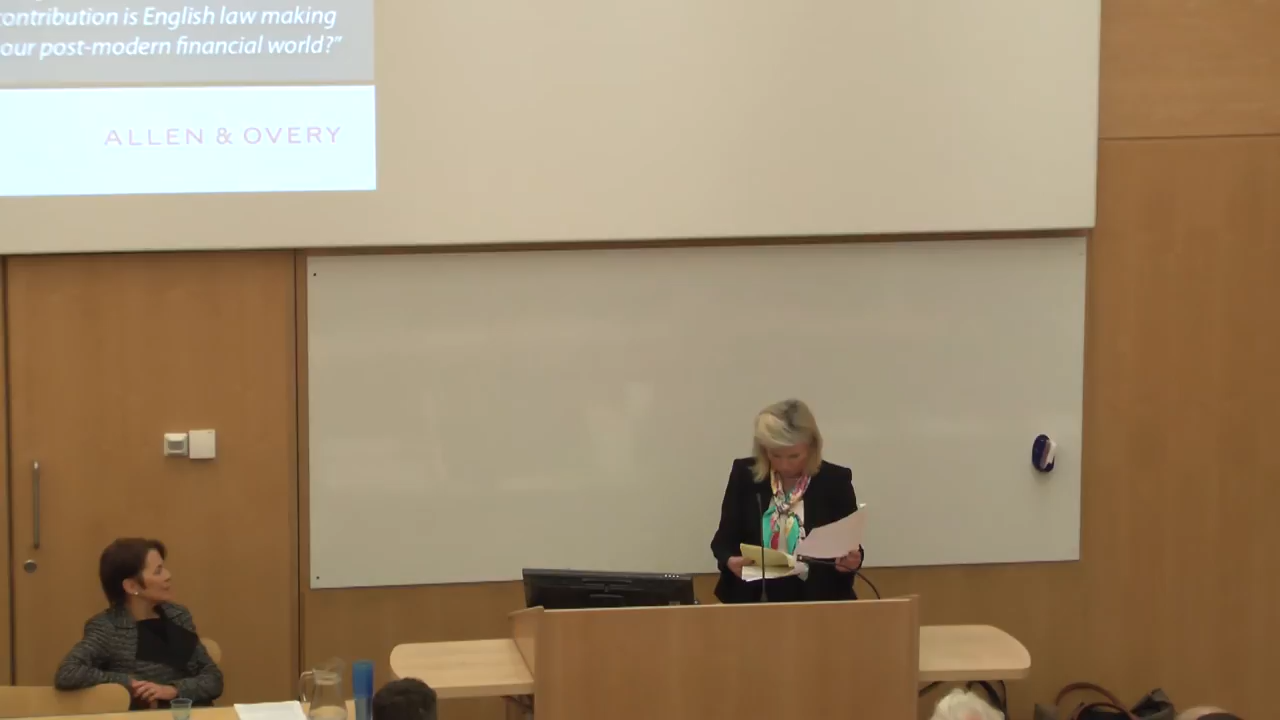 contribution is English law making
our post-modern financial world?”
ALLEN & OVERY